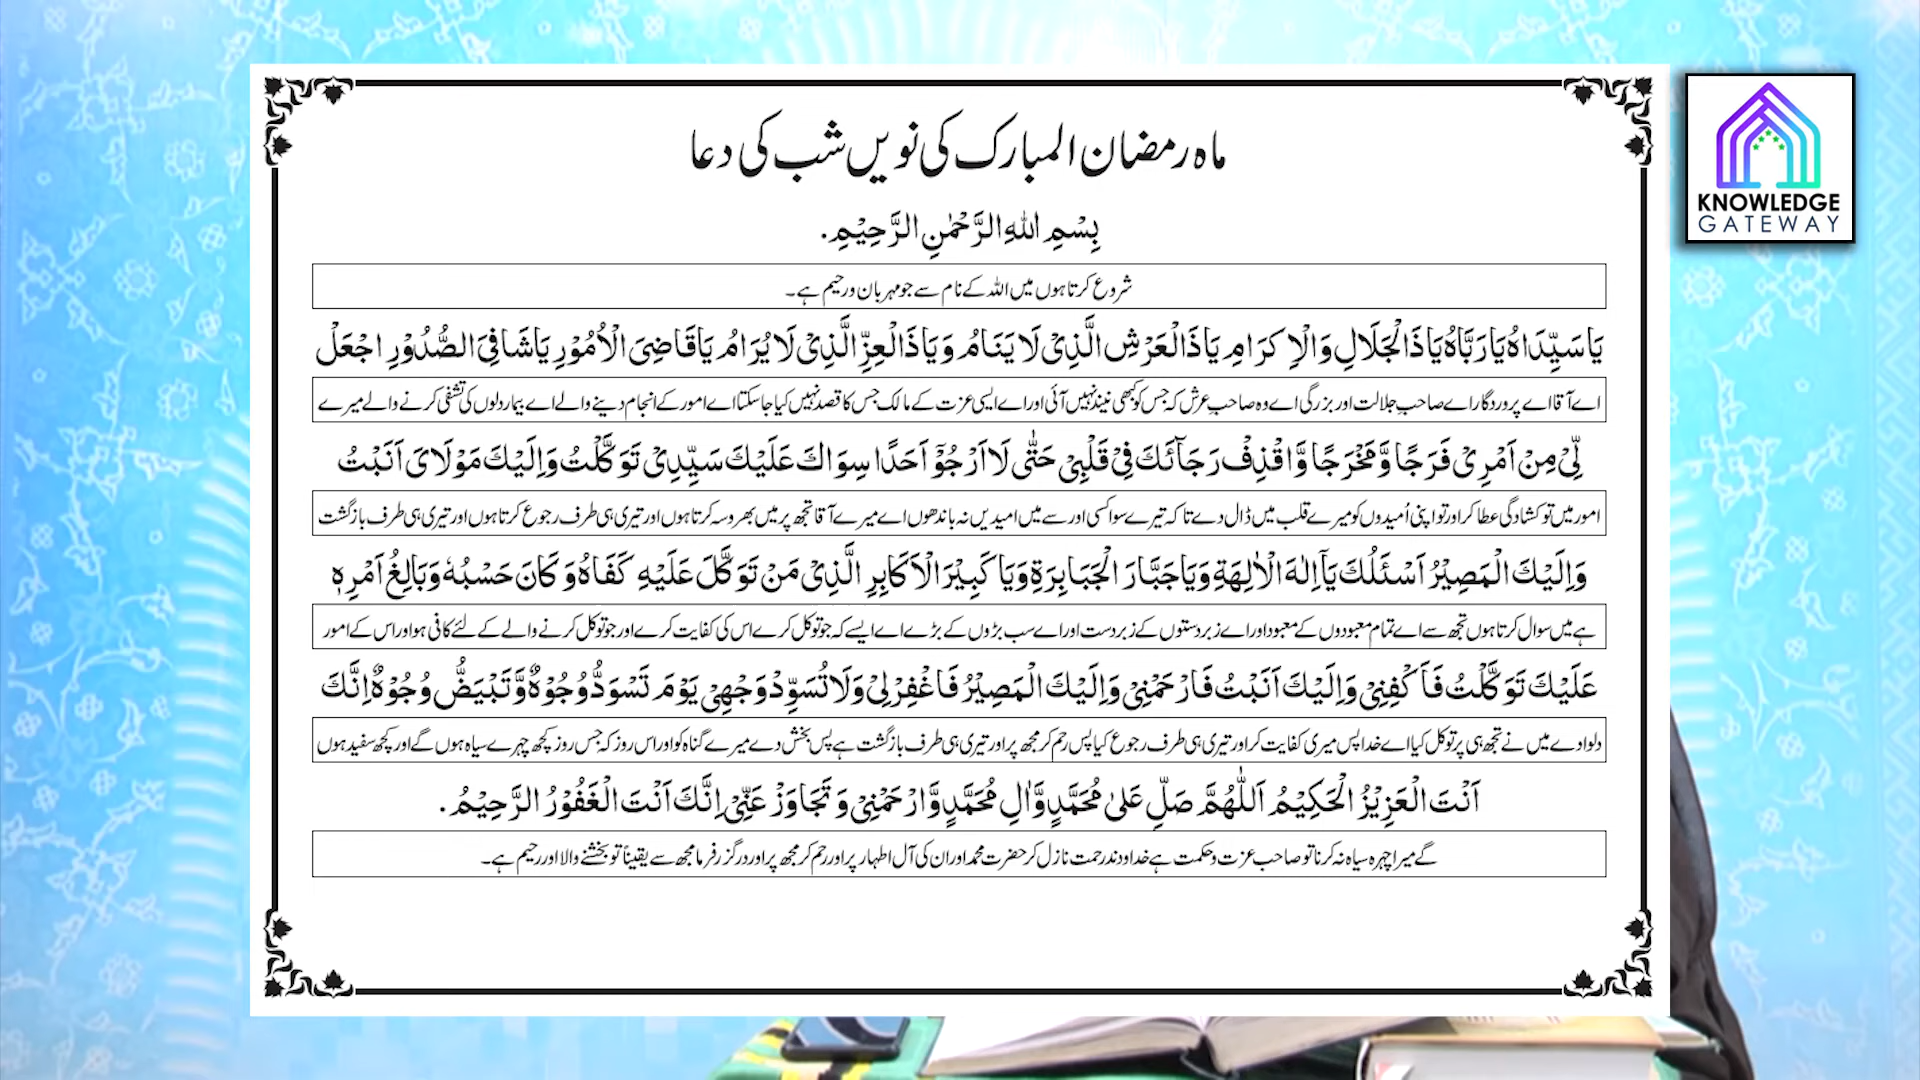 ماہ رمضان المبارک کی نویں شب کی دعا
بِسْمِ اللّٰهِ الرَّحْمٰنِ الرَّحِيْمِ.
شروع کرتا ہوں میں اللہ کے نام سے جو مہربان و رحیم ہے۔
يَا سَيِّدَاهُ يَا رَبَّاهُ يَا ذَا الْجَلَالِ وَالْاِكْرَامِ يَا ذَالْعَرْشِ الَّذِىْ لَا يَنَامُ وَ يَا ذَالْعِزِّ الَّذِىْ لَا يُرَامُ يَا قَاضِىَ الْاُمُوْرِ يَا شَافِىَ الصُّدُوْرِ اجْعَلْ
اے آقا اے پروردگار اے صاحب جلالت اور بزرگی اے وہ صاحب عرش کہ جس کو کبھی نیند نہیں آئی اور اے ایسی عزت کے مالک جس کا قصد نہیں کیا جا سکتا اے امور کے انجام دینے والے اے بیمار دلوں کی تشفی کرنے والے میرے
لِّىْ مِنْ اَمْرِىْ فَرَجًا وَّ مَخْرَجًا وَّاقْذِفْ رَجَآئَكَ فِىْ قَلْبِىْ حَتّٰى لَا اَرْجُوَْ اَحَدًا سِوَاكَ عَلَيْكَ سَيِّدِىْ تَوَكَّلْتُ وَاِلَيْكَ مَوْلَاىَ اَنَبْتُ
امور میں تو کشادگی عطا کر اور تو اپنی اُمیدوں کو میرے قلب میں ڈال دے تا کہ تیرے سوا کسی اور سے میں امیدیں نہ باندھوں اے میرے آقا تجھ پر میں بھروسہ کرتا ہوں اور تیری ہی طرف رجوع کرتا ہوں اور تیری ہی طرف بازگشت
وَاِلَيْكَ الْمَصِيْرُ اَسْئَلُكَ يَآ اِلٰهَ الْاٰلِهَةِ وَيَا جَبَّارَ الْجَبَابِرَةِ وَيَا كَبِيْرَ الْاَكَابِرِ الَّذِىْ مَنْ تَوَكَّلَ عَلَيْهِ كَفَاهُ وَ كَانَ حَسْبُهٗ وَبَالِغُ اَمْرِهٖ
ہے میں سوال کرتا ہوں تجھ سے اے تمام معبودوں کے معبود اور اے زبردستوں کے زبردست اور اے سب بڑوں کے بڑے اے ایسے کہ جو توکل کرے اس کی کفایت کرے اور جو توکل کرنے والے کے لئے کافی ہو اور اس کے امور
عَلَيْكَ تَوَكَّلْتُ فَاَكْفِنِىْ وَاِلَيْكَ اَنَبْتُ فَارْحَمْنِىْ وَاِلَيْكَ الْمَصِيْرُ فَاغْفِرْلِىْ وَلَا تُسَوِّدْ وَجْهِىْ يَوْمَ تَسْوَدُّ وُجُوْهٌ وَّ تَبْيَضُّ وُجُوْهٌ اِنَّكَ
دلوا دے میں نے تجھ ہی پر توکل کیا اے خدا پس میری کفایت کر اور تیری ہی طرف رجوع کیا پس رحم کر مجھ پر اور تیری ہی طرف بازگشت ہے پس بخش دے میرے گناہ کو اور اس روز کہ جس روز کچھ چہرے سیاہ ہوں گے اور کچھ سفید ہوں
اَنْتَ الْعَزِيْزُ الْحَكِيْمُ اَللّٰهُمَّ صَلِّ عَلىٰ مُحَمَّدٍ وَّاٰلِ مُحَمَّدٍ وَّارْحَمْنِىْ وَ تَجَاوَزْ عَنِّىْ اِنَّكَ اَنْتَ الْغَفُوْرُ الرَّحِيْمُ.
گے میرا چہرہ سیاہ نہ کرنا تو صاحب عزت و حکمت ہے خداوند رحمت نازل کر حضرت محمد اور ان کی آل اطہار پر اور رحم کر مجھ پر اور درگزر فرما مجھ سے یقیناً تو بخشنے والا اور رحیم ہے۔
KNOWLEDGE
GATEWAY